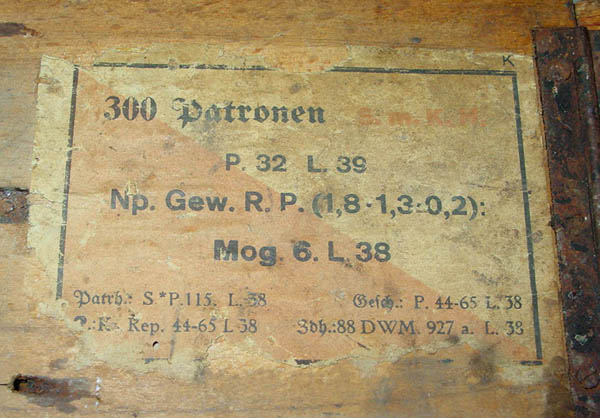 K
300 Patronen S. m. K. H.
P. 32 L. 39
Np. Gew. R. P. (1,8·1,3·0,2):
Mog. 6. L. 38
Patrh.: S*P.115. L. 38 Gesch.: P. 44-65 L. 38
P.:K. Rep. 44-65 L 38 Zdh.:88 DWM. 927 a. L. 38